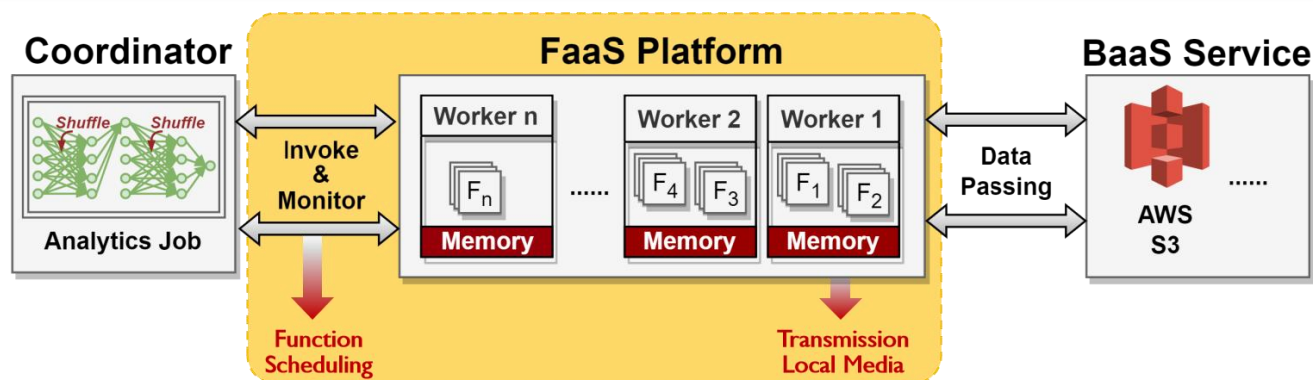 Coordinator
FaaS Platform
BaaS Service
Shuffle
Shuffle
Analytics Job
Invoke
&
Monitor
Worker n
Fn
Memory
......
Worker 2
F4
F3
Memory
Worker 1
F1
F2
Memory
Data
Passing
AWS
S3
......
Function
Scheduling
Transmission
Local Media